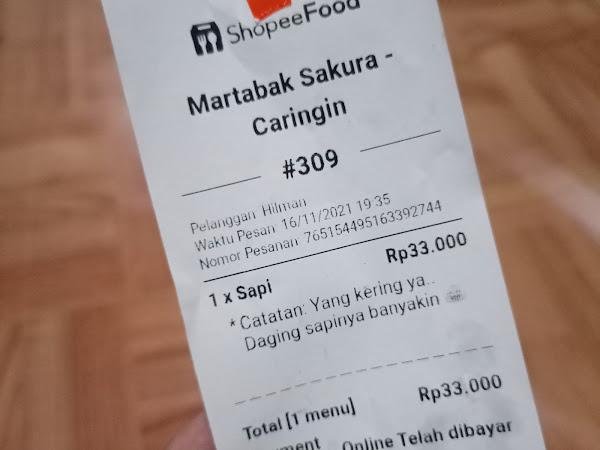 ShopeeFood
Martabak Sakura -
Caringin
#309
Pelanggan Hilman
Waktu Pesan 16/11/2021 19:35
Nomor Pesanan 765154495163392744
1 x Sapi Rp33.000
* Catatan: Yang kering ya..
Daging sapinya banyakin
Total [1 menu] Rp33.000
Online Telah dibayar